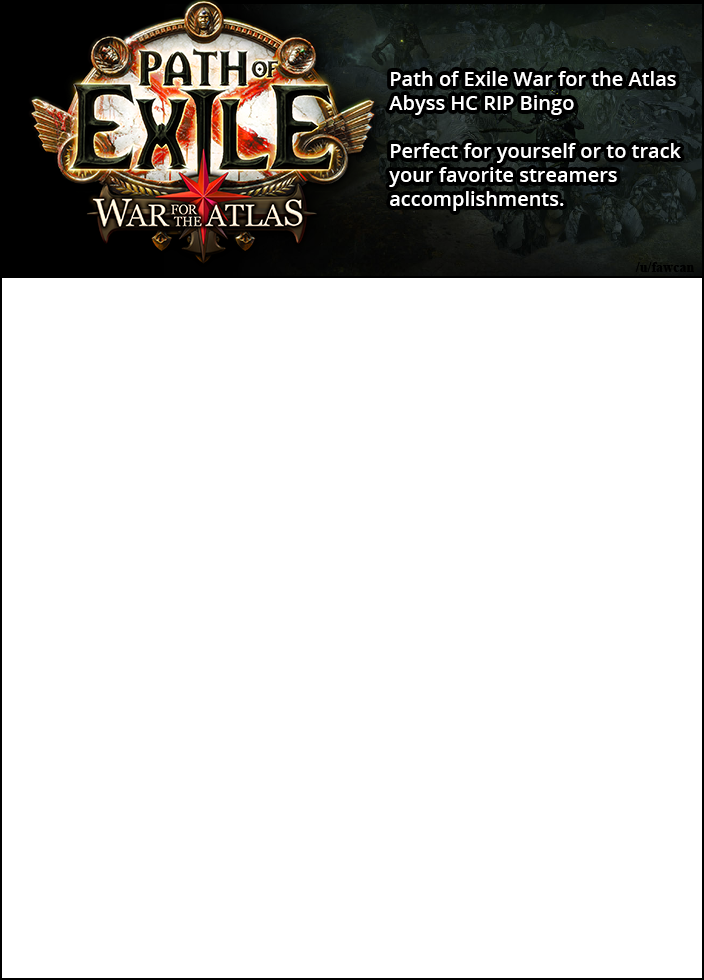 PATH OF
EXILE
WAR FOR THE ATLAS
Path of Exile War for the Atlas
Abyss HC RIP Bingo
Perfect for yourself or to track
your favorite streamers
accomplishments.
/u/fawcan